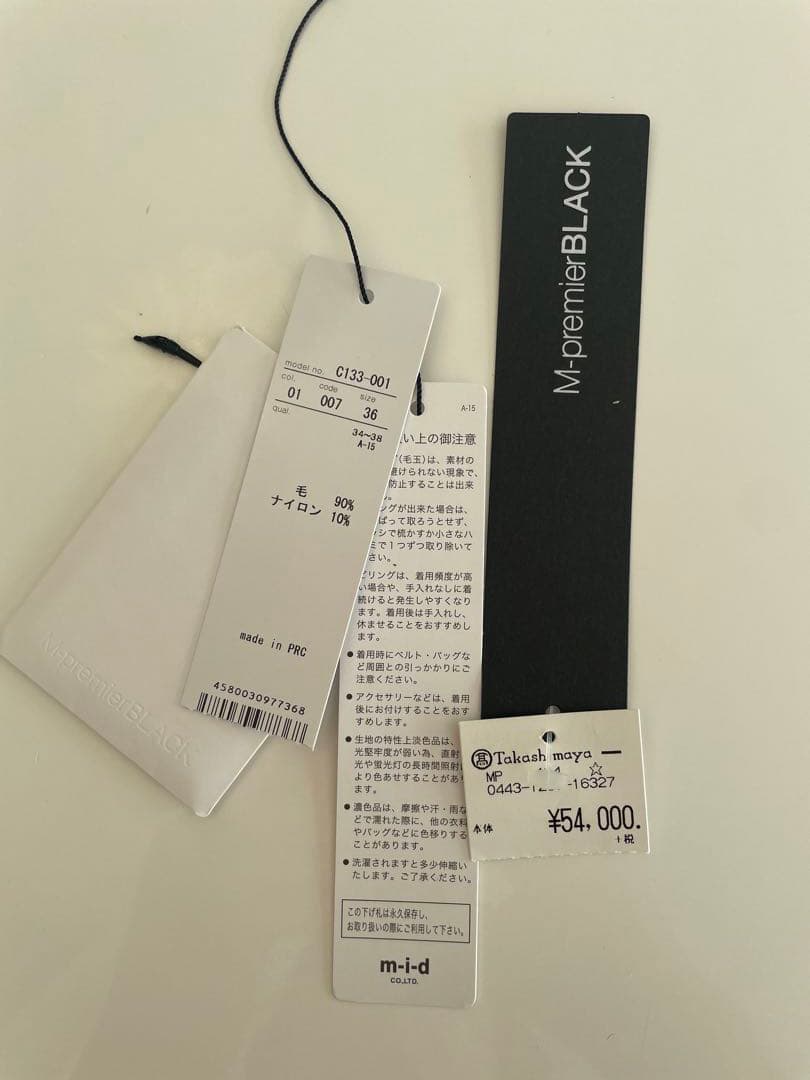 M-premierBLACK
model no. C133-001
col. code size
01 007 36
qual.
34~38
A-15
毛 90%
ナイロン 10%
made in PRC
4580030977368
M-premierBLACK
A-15
い上の御注意
(毛玉)は、素材の
避けられない現象で、
防止することは出来
ん。
ングが出来た場合は、
ぱって取ろうとせず、
シで梳かすか小さなハ
ミで1つずつ取り除いて
さい。
ピリングは、着用頻度が高
い場合や、手入れなしに着
続けると発生しやすくなり
ます。着用後は手入れし、
休ませることをおすすめし
ます。
●着用時にベルト・バッグな
ど周囲との引っかかりにご
注意ください。
●アクセサリーなどは、着用
後にお付けすることをおす
すめします。
●生地の特性上淡色品は、
光堅牢度が弱い為、直射
光や蛍光灯の長時間照射
より色あせすることがあり
ます。
●濃色品は、摩擦や汗・雨な
どで濡れた際に、他の衣料
やバッグなどに色移りする
ことがあります。
●洗濯されますと多少伸縮い
たします。ご了承ください。
この下げ札は永久保存し、
お取り扱いの際にご利用して下さい。
m-i-d
CO.,LTD.
髙 Takashimaya ー
MP ☆
0443-12 -16327
本体 ¥54,000.
+税